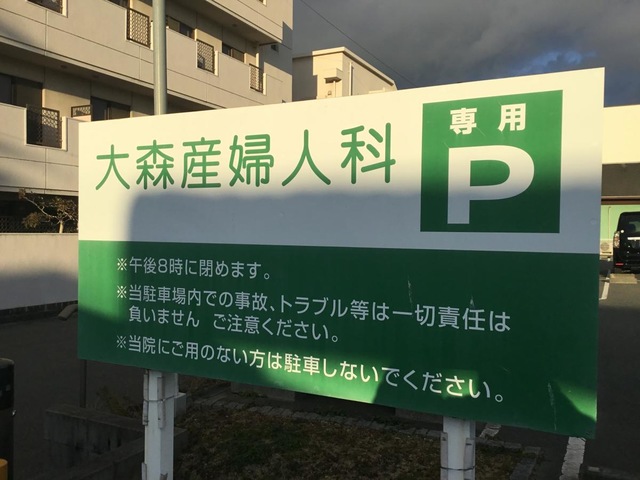 大森産婦人科
専用
P
※午後8時に閉めます。
※当駐車場内での事故、トラブル等は一切責任は
負いません ご注意ください。
※当院にご用のない方は駐車しないでください。